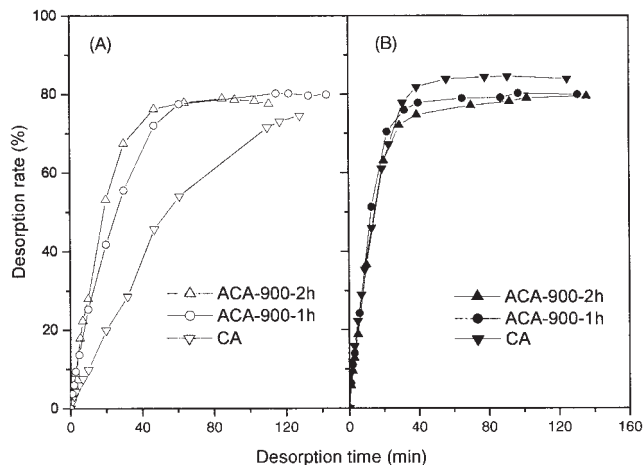 100
80
60
40
20
0
Desorption rate (%)
(A)
ACA-900-2h
ACA-900-1h
CA
0 40 80 120
(B)
ACA-900-2h
ACA-900-1h
CA
0 40 80 120 160
Desorption time (min)